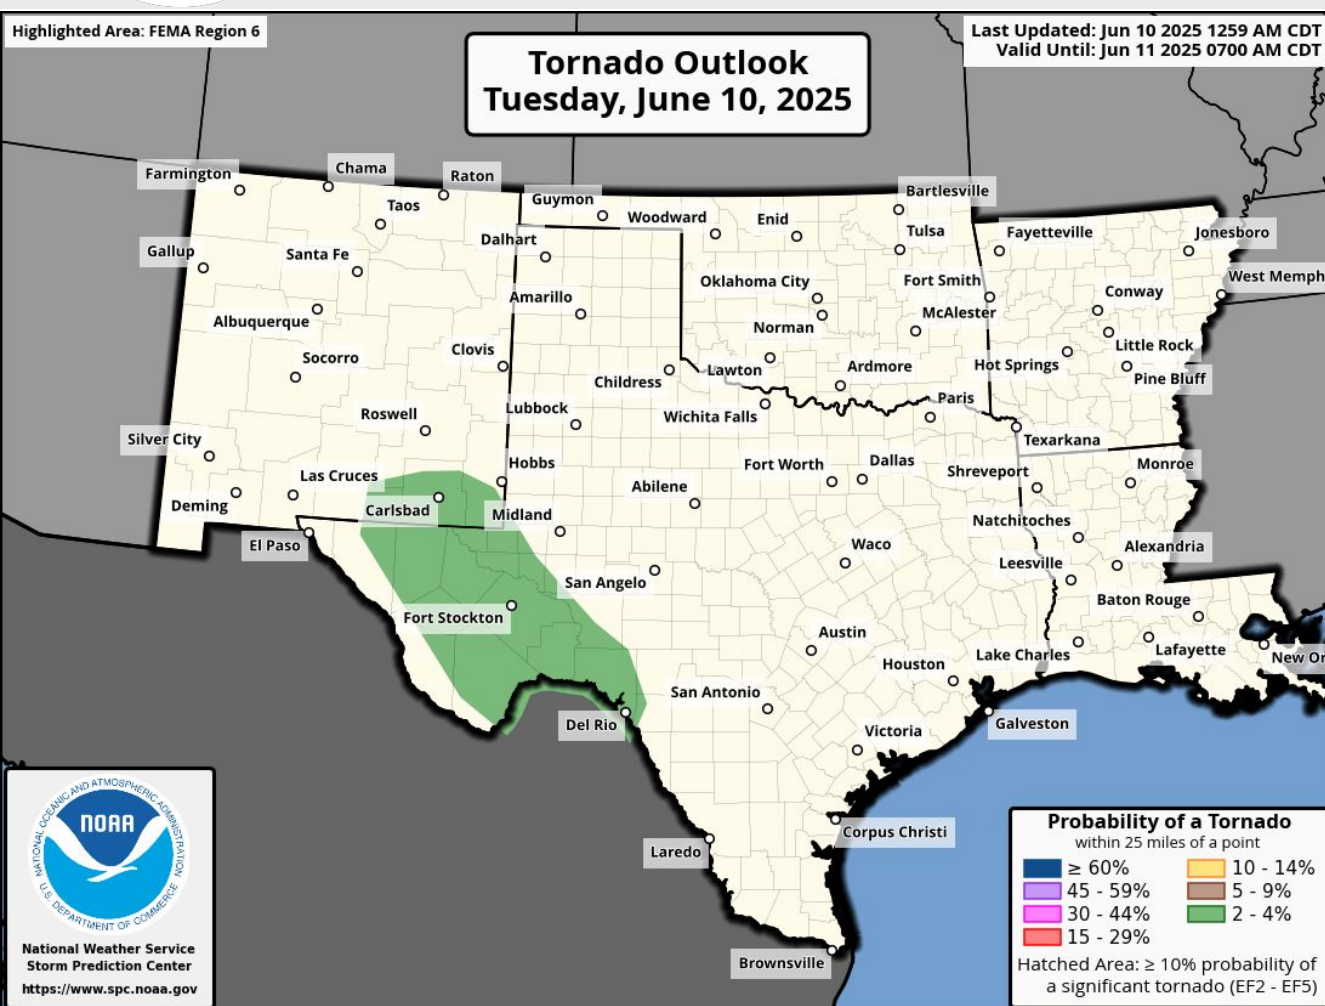 Highlighted Area: FEMA Region 6
Last Updated: Jun 10 2025 1259 AM CDT
Valid Until: Jun 11 2025 0700 AM CDT
Tornado Outlook
Tuesday, June 10, 2025
Farmington
Chama
Raton
Taos
Guymon
Woodward
Enid
Bartlesville
Tulsa
Fayetteville
Jonesboro
Gallup
Santa Fe
Dalhart
Oklahoma City
Fort Smith
West Memph
Amarillo
Conway
Albuquerque
Norman
McAlester
Little Rock
Socorro
Clovis
Childress
Lawton
Ardmore
Hot Springs
Pine Bluff
Roswell
Lubbock
Wichita Falls
Paris
Silver City
Texarkana
Las Cruces
Hobbs
Fort Worth
Dallas
Shreveport
Monroe
Deming
Carlsbad
Midland
Abilene
Natchitoches
El Paso
Waco
Alexandria
San Angelo
Leesville
Fort Stockton
Baton Rouge
Austin
Lake Charles
Lafayette
New Or
Houston
San Antonio
Del Rio
Galveston
Victoria
Corpus Christi
Laredo
Brownsville
NATIONAL OCEANIC AND ATMOSPHERIC ADMINISTRATION
NOAA
U.S. DEPARTMENT OF COMMERCE
National Weather Service
Storm Prediction Center
https://www.spc.noaa.gov
Probability of a Tornado
within 25 miles of a point
≥ 60% 10 - 14%
45 - 59% 5 - 9%
30 - 44% 2 - 4%
15 - 29%
Hatched Area: ≥ 10% probability of
a significant tornado (EF2 - EF5)